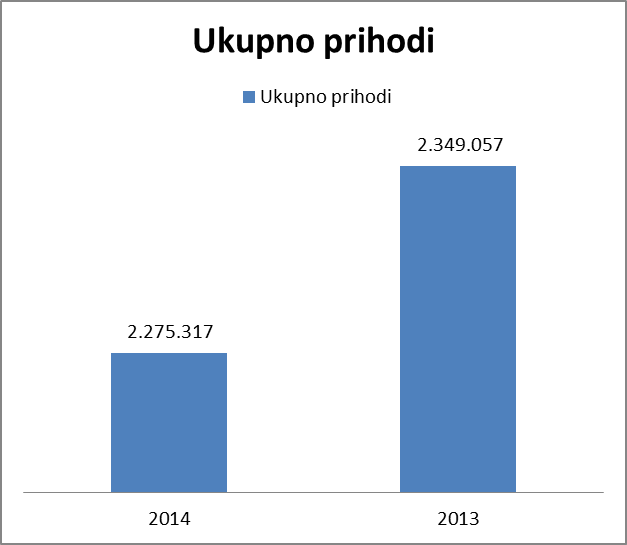 Ukupno prihodi
Ukupno prihodi
2.349.057
2.275.317
2014
2013